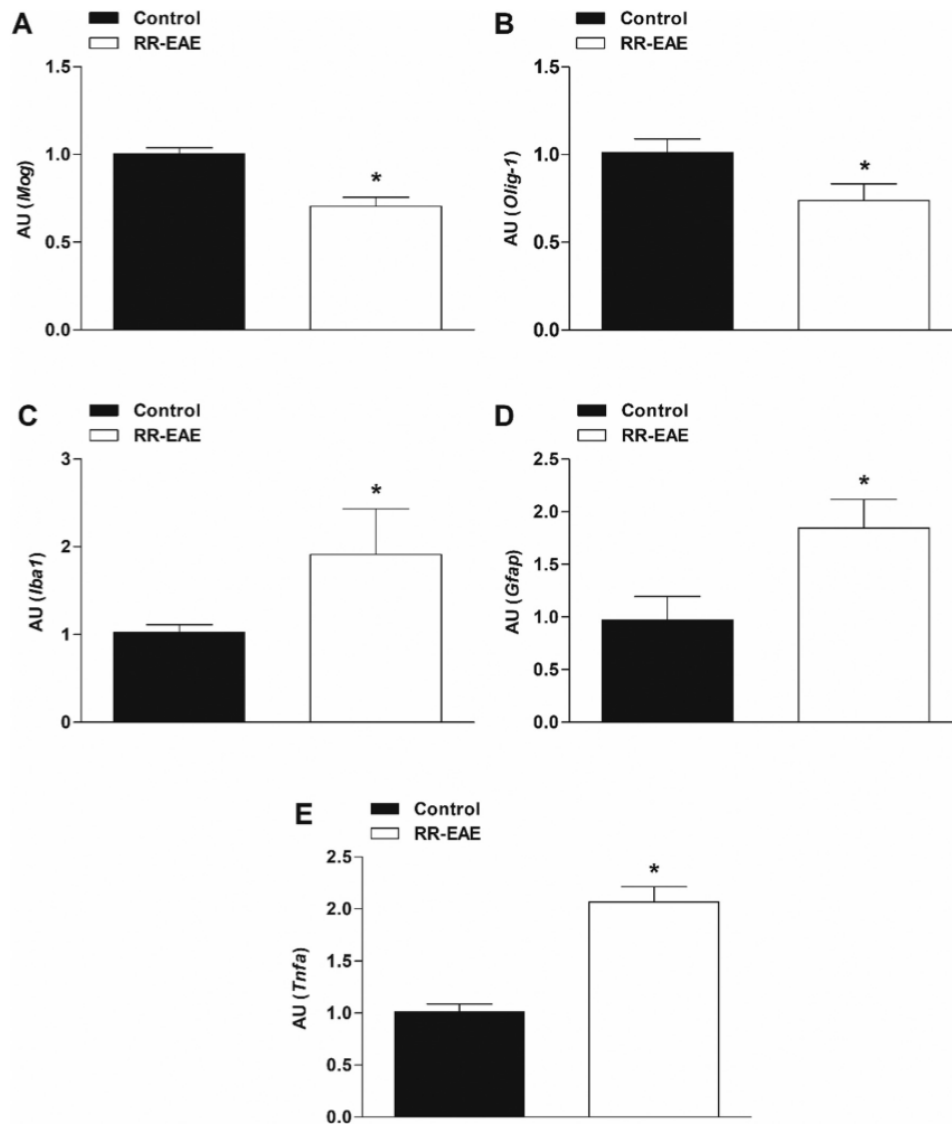 A
Control
RR-EAE
1.5
1.0
0.5
0.0
AU (Mog)
*
B
Control
RR-EAE
1.5
1.0
0.5
0.0
AU (Olig-1)
*
C
Control
RR-EAE
3
2
1
0
AU (Iba1)
*
D
Control
RR-EAE
2.5
2.0
1.5
1.0
0.5
0.0
AU (Gfap)
*
E
Control
RR-EAE
2.5
2.0
1.5
1.0
0.5
0.0
AU (Tnfa)
*